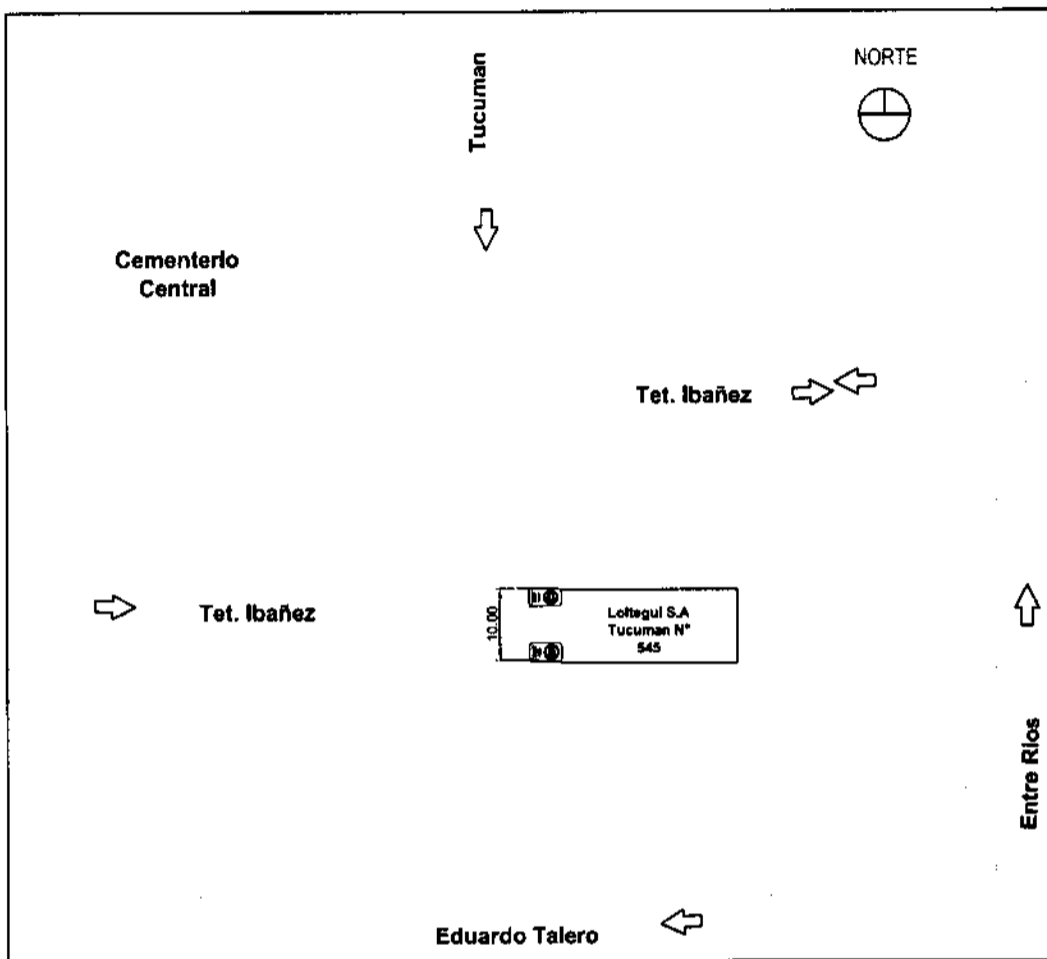 NORTE
Tucuman
Cementerio
Central
Tet. Ibañez
Tet. Ibañez
10.00
Loitegui S.A
Tucuman N°
545
Entre Rios
Eduardo Talero